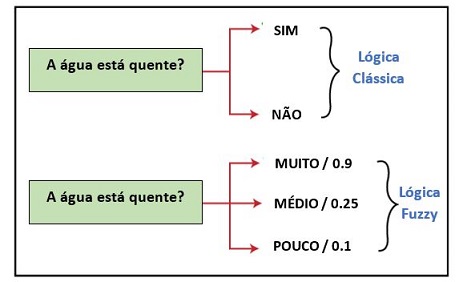 A água está quente?
SIM
NÃO
Lógica
Clássica
A água está quente?
MUITO / 0.9
MÉDIO / 0.25
POUCO / 0.1
Lógica
Fuzzy